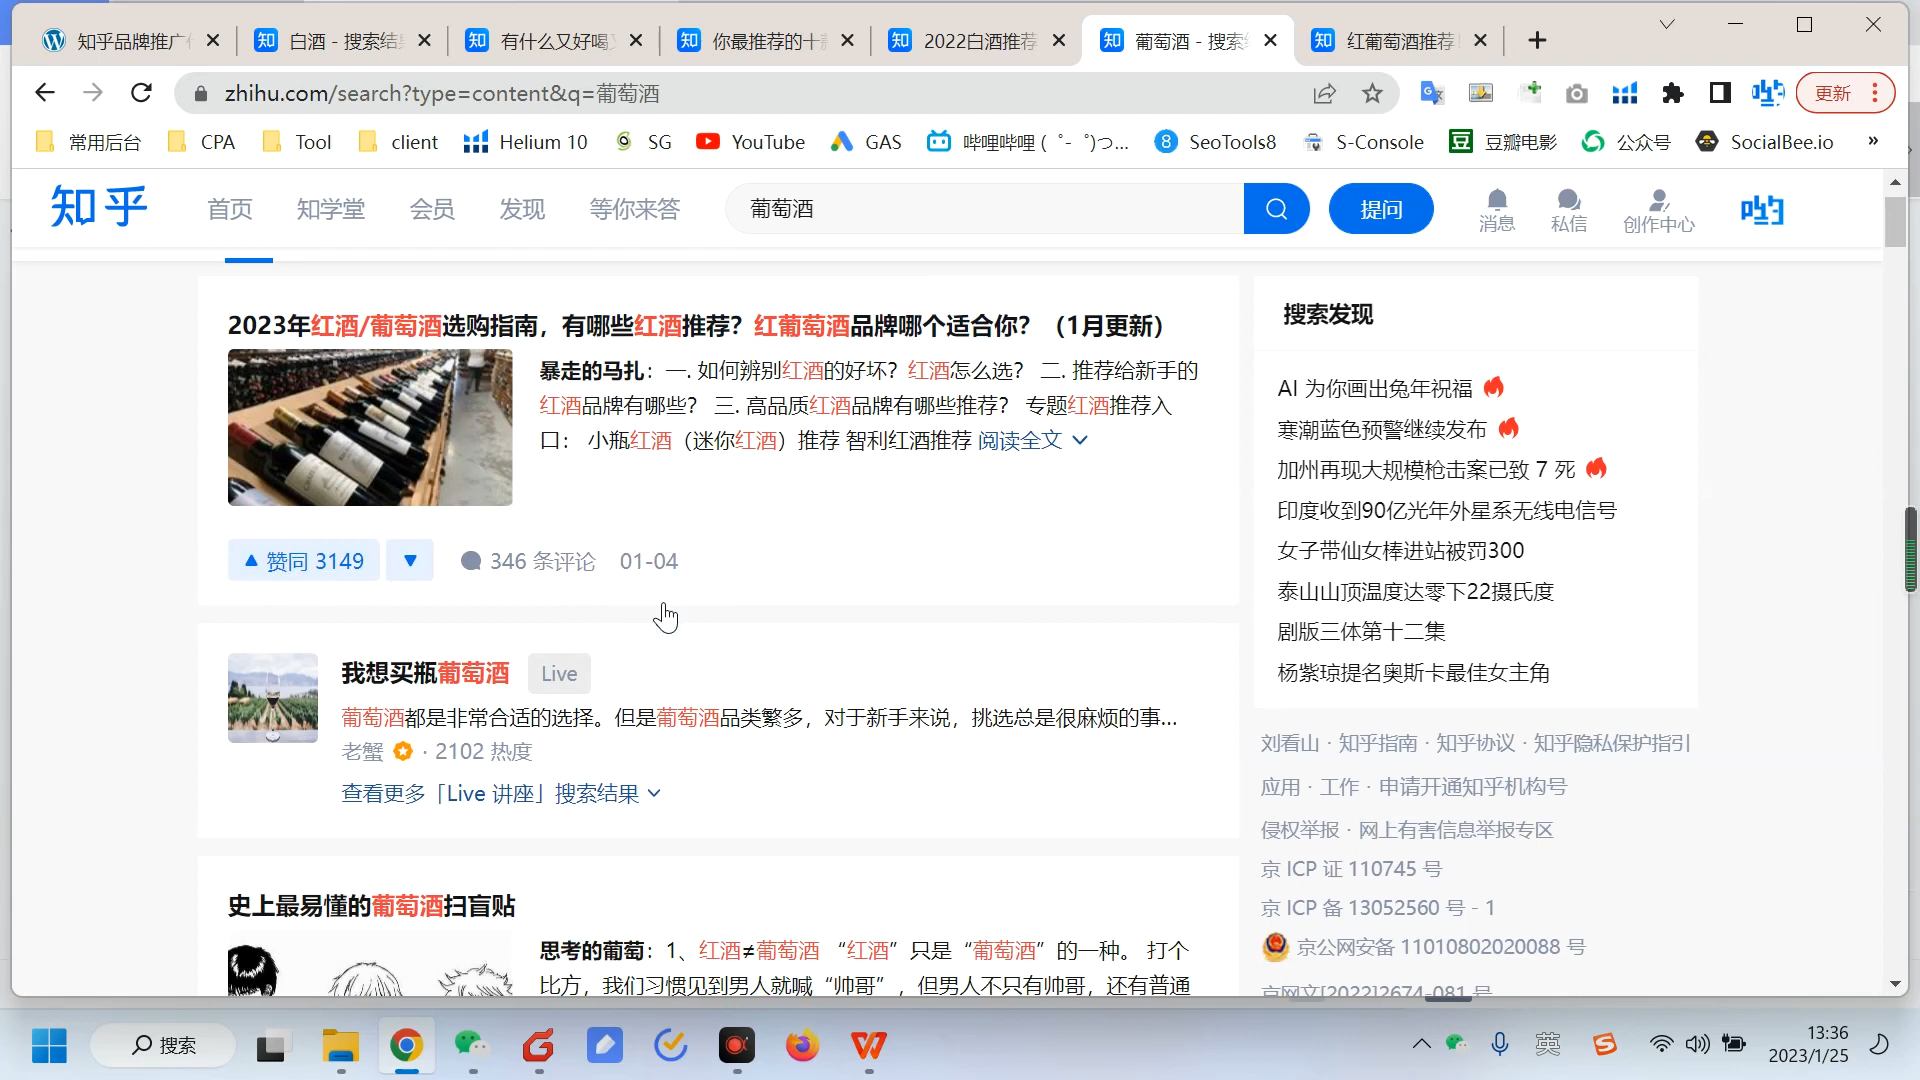 知乎品牌推广
白酒 - 搜索结
有什么又好喝
你最推荐的十
2022白酒推荐
葡萄酒 - 搜索
红葡萄酒推荐
zhihu.com/search?type=content&q=葡萄酒
更新
常用后台
CPA
Tool
client
Helium 10
SG
YouTube
GAS
哔哩哔哩 ( ゜- ゜)つ...
SeoTools8
S-Console
豆瓣电影
公众号
SocialBee.io
»
知乎
首页
知学堂
会员
发现
等你来答
葡萄酒
提问
消息
私信
创作中心
2023年红酒/葡萄酒选购指南，有哪些红酒推荐？红葡萄酒品牌哪个适合你？（1月更新）
暴走的马扎：一. 如何辨别红酒的好坏？红酒怎么选？ 二. 推荐给新手的
红酒品牌有哪些？ 三. 高品质红酒品牌有哪些推荐？ 专题红酒推荐入
口： 小瓶红酒（迷你红酒）推荐 智利红酒推荐 阅读全文
赞同 3149
346 条评论
01-04
我想买瓶葡萄酒
Live
葡萄酒都是非常合适的选择。但是葡萄酒品类繁多，对于新手来说，挑选总是很麻烦的事...
老蟹 · 2102 热度
查看更多「Live 讲座」搜索结果
史上最易懂的葡萄酒扫盲贴
思考的葡萄：1、红酒≠葡萄酒 “红酒”只是“葡萄酒”的一种。 打个
比方，我们习惯见到男人就喊“帅哥”，但男人不只有帅哥，还有普通
搜索发现
AI 为你画出兔年祝福
寒潮蓝色预警继续发布
加州再现大规模枪击案已致 7 死
印度收到90亿光年外星系无线电信号
女子带仙女棒进站被罚300
泰山山顶温度达零下22摄氏度
剧版三体第十二集
杨紫琼提名奥斯卡最佳女主角
刘看山 · 知乎指南 · 知乎协议 · 知乎隐私保护指引
应用 · 工作 · 申请开通知乎机构号
侵权举报 · 网上有害信息举报专区
京 ICP 证 110745 号
京 ICP 备 13052560 号 - 1
京公网安备 11010802020088 号
京网文[2022]2674-081 号
搜索
英
13:36
2023/1/25